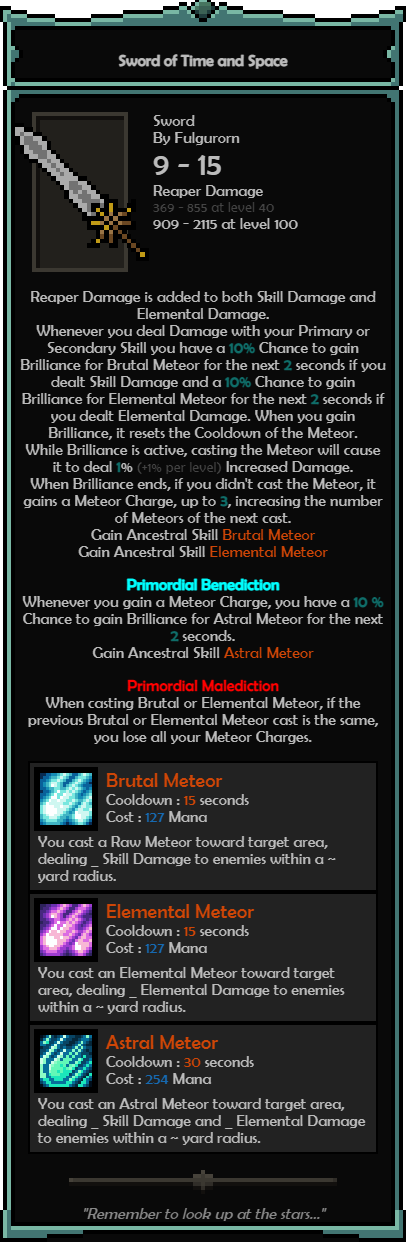 Sword of Time and Space
Sword
By Fulgurorn
9 - 15
Reaper Damage
369 - 855 at level 40
909 - 2115 at level 100
Reaper Damage is added to both Skill Damage and
Elemental Damage.
Whenever you deal Damage with your Primary or
Secondary Skill you have a 10% Chance to gain
Brilliance for Brutal Meteor for the next 2 seconds if you
dealt Skill Damage and a 10% Chance to gain
Brilliance for Elemental Meteor for the next 2 seconds if
you dealt Elemental Damage. When you gain
Brilliance, it resets the Cooldown of the Meteor.
While Brilliance is active, casting the Meteor will cause
it to deal 1% (+1% per level) Increased Damage.
When Brilliance ends, if you didn't cast the Meteor, it
gains a Meteor Charge, up to 3, increasing the number
of Meteors of the next cast.
Gain Ancestral Skill Brutal Meteor
Gain Ancestral Skill Elemental Meteor
Primordial Benediction
Whenever you gain a Meteor Charge, you have a 10 %
Chance to gain Brilliance for Astral Meteor for the next
2 seconds.
Gain Ancestral Skill Astral Meteor
Primordial Malediction
When casting Brutal or Elemental Meteor, if the
previous Brutal or Elemental Meteor cast is the same,
you lose all your Meteor Charges.
Brutal Meteor
Cooldown : 15 seconds
Cost : 127 Mana
You cast a Raw Meteor toward target area,
dealing _ Skill Damage to enemies within a ~
yard radius.
Elemental Meteor
Cooldown : 15 seconds
Cost : 127 Mana
You cast an Elemental Meteor toward target
area, dealing _ Elemental Damage to enemies
within a ~ yard radius.
Astral Meteor
Cooldown : 30 seconds
Cost : 254 Mana
You cast an Astral Meteor toward target area,
dealing _ Skill Damage and _ Elemental Damage
to enemies within a ~ yard radius.
"Remember to look up at the stars..."